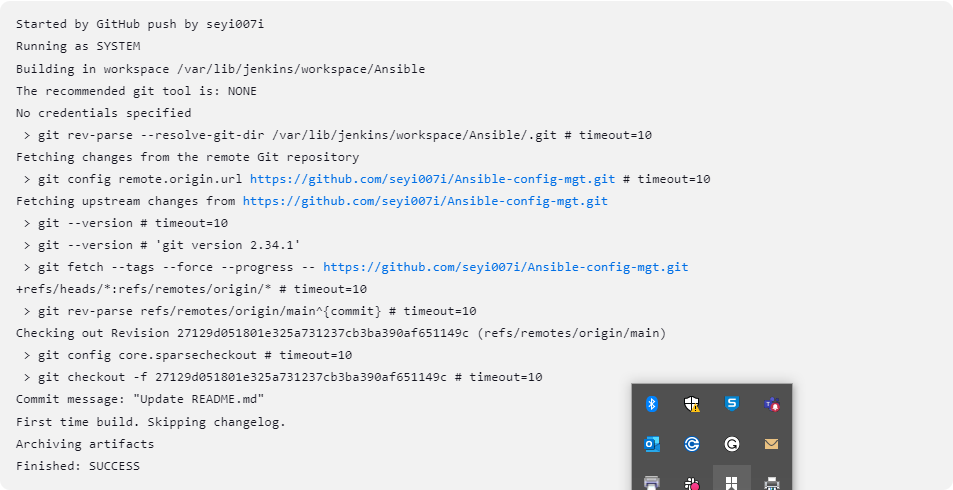 Started by GitHub push by seyi007i
Running as SYSTEM
Building in workspace /var/lib/jenkins/workspace/Ansible
The recommended git tool is: NONE
No credentials specified
 > git rev-parse --resolve-git-dir /var/lib/jenkins/workspace/Ansible/.git # timeout=10
Fetching changes from the remote Git repository
 > git config remote.origin.url https://github.com/seyi007i/Ansible-config-mgt.git # timeout=10
Fetching upstream changes from https://github.com/seyi007i/Ansible-config-mgt.git
 > git --version # timeout=10
 > git --version # 'git version 2.34.1'
 > git fetch --tags --force --progress -- https://github.com/seyi007i/Ansible-config-mgt.git
+refs/heads/*:refs/remotes/origin/* # timeout=10
 > git rev-parse refs/remotes/origin/main^{commit} # timeout=10
Checking out Revision 27129d051801e325a731237cb3ba390af651149c (refs/remotes/origin/main)
 > git config core.sparsecheckout # timeout=10
 > git checkout -f 27129d051801e325a731237cb3ba390af651149c # timeout=10
Commit message: "Update README.md"
First time build. Skipping changelog.
Archiving artifacts
Finished: SUCCESS